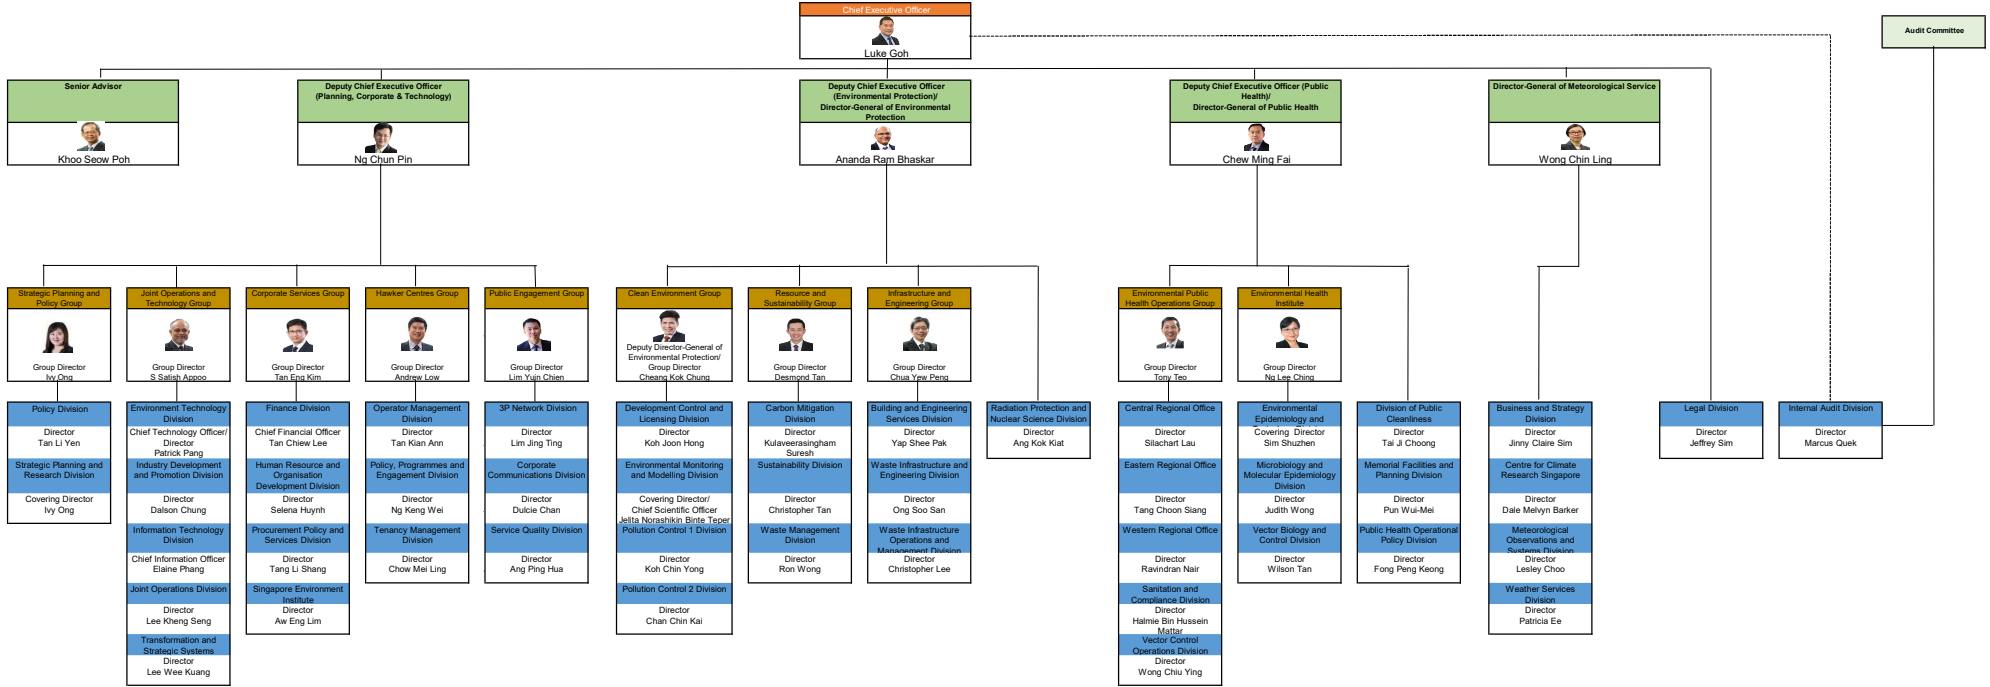 Chief Executive Officer
Luke Goh
Audit Committee
Senior Advisor
Khoo Seow Poh
Deputy Chief Executive Officer
(Planning, Corporate & Technology)
Ng Chun Pin
Deputy Chief Executive Officer
(Environmental Protection)/
Director-General of Environmental
Protection
Ananda Ram Bhaskar
Deputy Chief Executive Officer (Public
Health)/
Director-General of Public Health
Chew Ming Fai
Director-General of Meteorological Service
Wong Chin Ling
Strategic Planning and
Policy Group
Group Director
Ivy Ong
Joint Operations and
Technology Group
Group Director
S Satish Appoo
Corporate Services Group
Group Director
Tan Eng Kim
Hawker Centres Group
Group Director
Andrew Low
Public Engagement Group
Group Director
Lim Yuin Chien
Clean Environment Group
Deputy Director-General of
Environmental Protection/
Group Director
Cheang Kok Chung
Resource and
Sustainability Group
Group Director
Desmond Tan
Infrastructure and
Engineering Group
Group Director
Chua Yew Peng
Environmental Public
Health Operations Group
Group Director
Tony Teo
Environmental Health
Institute
Group Director
Ng Lee Ching
Policy Division
Director
Tan Li Yen
Strategic Planning and
Research Division
Covering Director
Ivy Ong
Environment Technology
Division
Chief Technology Officer/
Director
Patrick Pang
Industry Development
and Promotion Division
Director
Dalson Chung
Information Technology
Division
Chief Information Officer
Elaine Phang
Joint Operations Division
Director
Lee Kheng Seng
Transformation and
Strategic Systems
Director
Lee Wee Kuang
Finance Division
Chief Financial Officer
Tan Chiew Lee
Human Resource and
Organisation
Development Division
Director
Selena Huynh
Procurement Policy and
Services Division
Director
Tang Li Shang
Singapore Environment
Institute
Director
Aw Eng Lim
Operator Management
Division
Director
Tan Kian Ann
Policy, Programmes and
Engagement Division
Director
Ng Keng Wei
Tenancy Management
Division
Director
Chow Mei Ling
3P Network Division
Director
Lim Jing Ting
Corporate
Communications Division
Director
Dulcie Chan
Service Quality Division
Director
Ang Ping Hua
Development Control and
Licensing Division
Director
Koh Joon Hong
Environmental Monitoring
and Modelling Division
Covering Director/
Chief Scientific Officer
Jelita Norashikin Binte Teper
Pollution Control 1 Division
Director
Koh Chin Yong
Pollution Control 2 Division
Director
Chan Chin Kai
Carbon Mitigation
Division
Director
Kulaveerasingham
Suresh
Sustainability Division
Director
Christopher Tan
Waste Management
Division
Director
Ron Wong
Building and Engineering
Services Division
Director
Yap Shee Pak
Waste Infrastructure and
Engineering Division
Director
Ong Soo San
Waste Infrastructure
Operations and
Management Division
Director
Christopher Lee
Radiation Protection and
Nuclear Science Division
Director
Ang Kok Kiat
Central Regional Office
Director
Silachart Lau
Eastern Regional Office
Director
Tang Choon Siang
Western Regional Office
Director
Ravindran Nair
Sanitation and
Compliance Division
Director
Halmie Bin Hussein
Mattar
Vector Control
Operations Division
Director
Wong Chiu Ying
Environmental
Epidemiology and
Covering Director
Sim Shuzhen
Microbiology and
Molecular Epidemiology
Division
Director
Judith Wong
Vector Biology and
Control Division
Director
Wilson Tan
Division of Public
Cleanliness
Director
Tai Ji Choong
Memorial Facilities and
Planning Division
Director
Pun Wui-Mei
Public Health Operational
Policy Division
Director
Fong Peng Keong
Business and Strategy
Division
Director
Jinny Claire Sim
Centre for Climate
Research Singapore
Director
Dale Melvyn Barker
Meteorological
Observations and
Systems Division
Director
Lesley Choo
Weather Services
Division
Director
Patricia Ee
Legal Division
Director
Jeffrey Sim
Internal Audit Division
Director
Marcus Quek